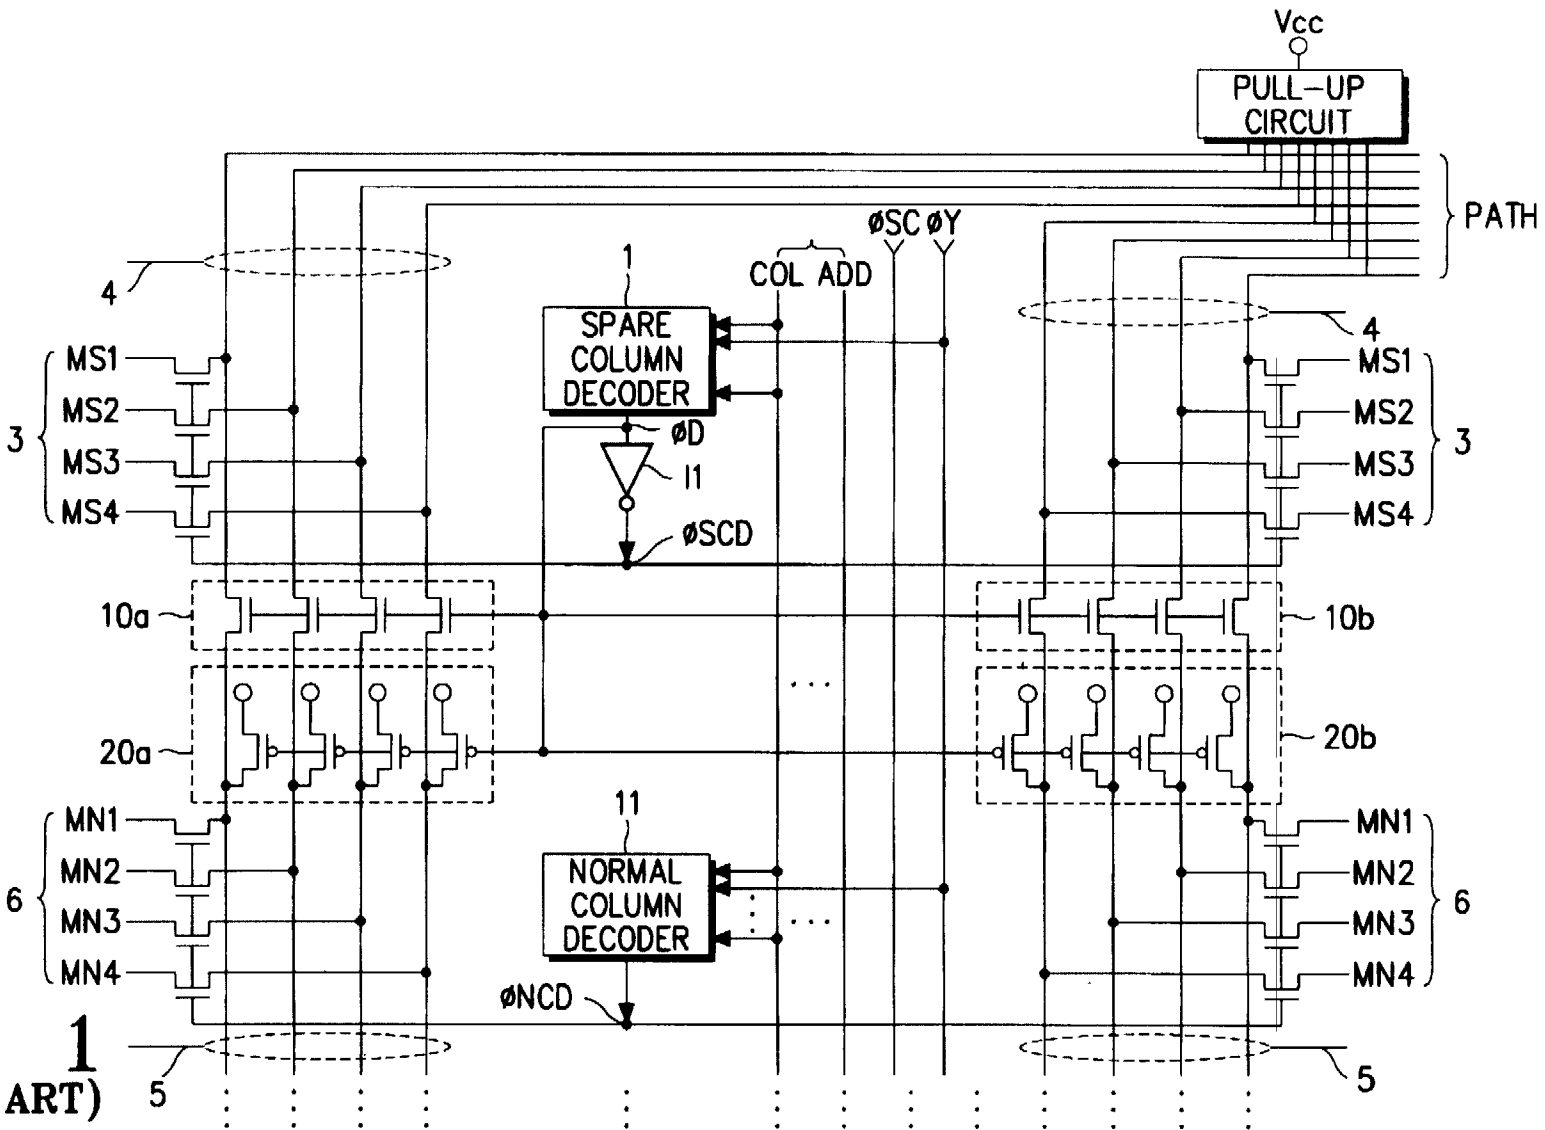 Vcc
PULL-UP
CIRCUIT
PATH
øSC øY
COL ADD
4
1
SPARE
COLUMN
DECODER
4
3
MS1
MS2
MS3
MS4
MS1
MS2
MS3
MS4
3
øD
I1
øSCD
10a
10b
20a
20b
11
NORMAL
COLUMN
DECODER
6
MN1
MN2
MN3
MN4
MN1
MN2
MN3
MN4
6
øNCD
1
ART)
5
5